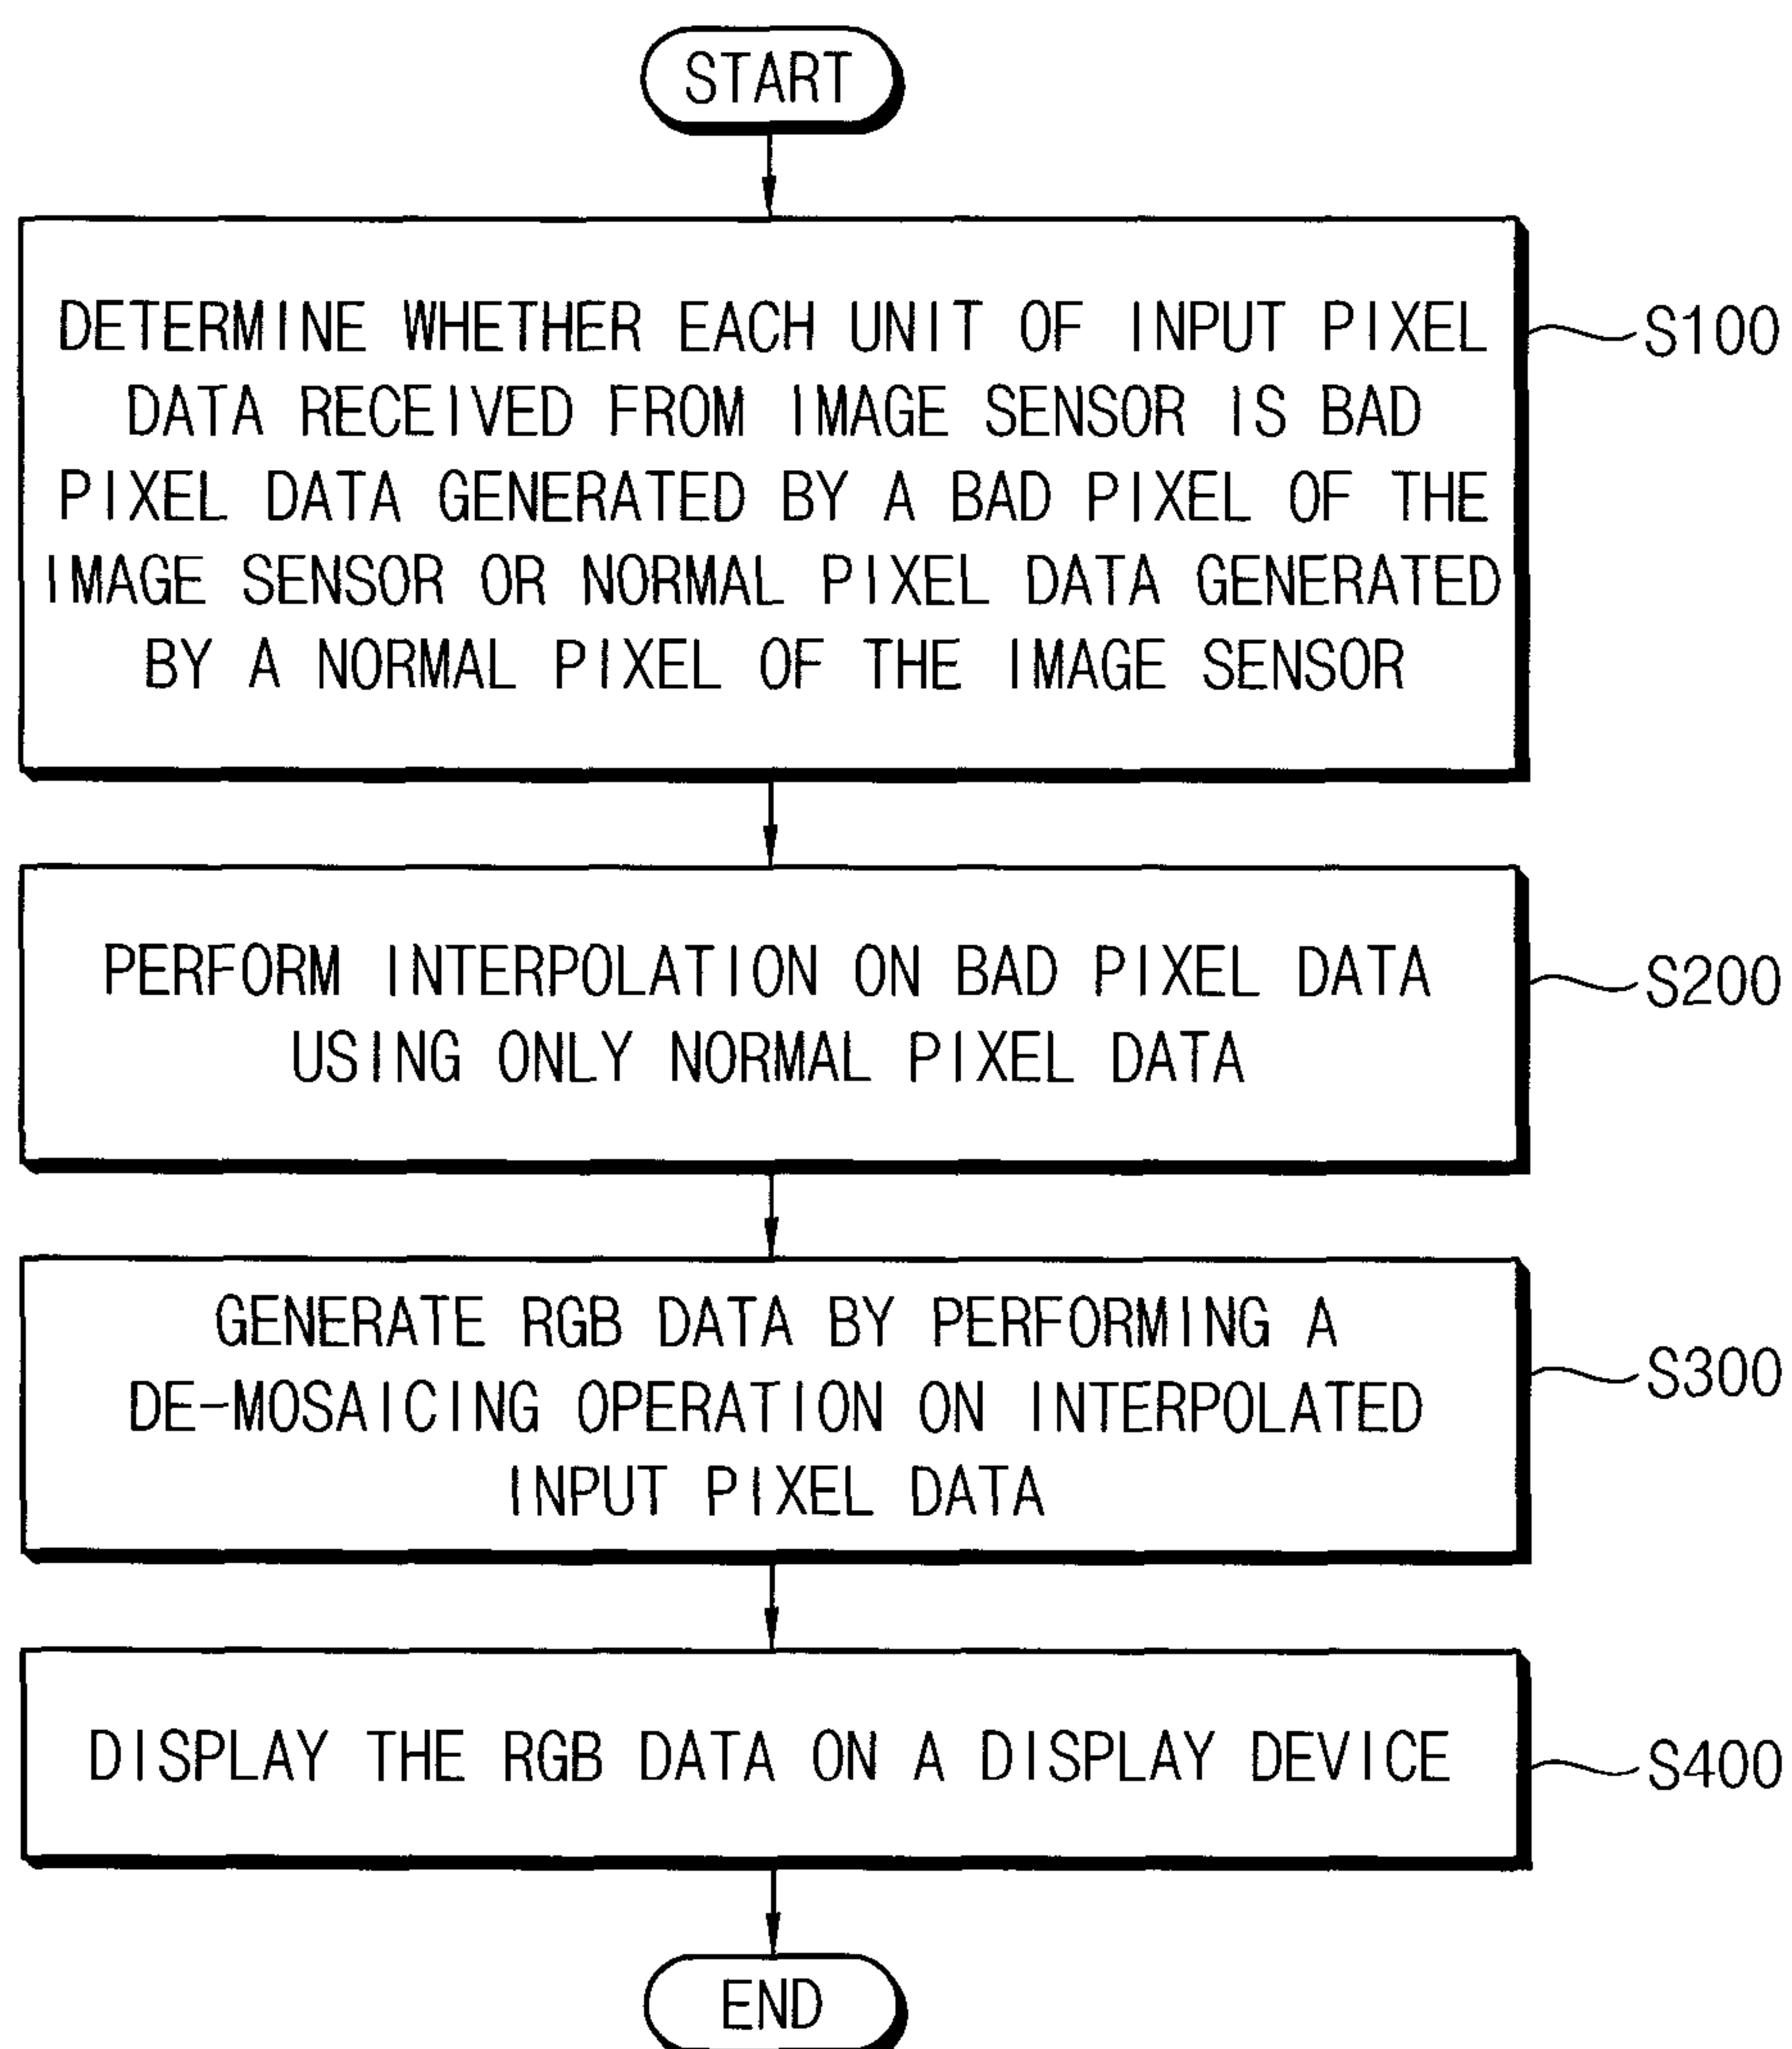 START
DETERMINE WHETHER EACH UNIT OF INPUT PIXEL
DATA RECEIVED FROM IMAGE SENSOR IS BAD
PIXEL DATA GENERATED BY A BAD PIXEL OF THE
IMAGE SENSOR OR NORMAL PIXEL DATA GENERATED
BY A NORMAL PIXEL OF THE IMAGE SENSOR
S100
PERFORM INTERPOLATION ON BAD PIXEL DATA
USING ONLY NORMAL PIXEL DATA
S200
GENERATE RGB DATA BY PERFORMING A
DE-MOSAICING OPERATION ON INTERPOLATED
INPUT PIXEL DATA
S300
DISPLAY THE RGB DATA ON A DISPLAY DEVICE
S400
END